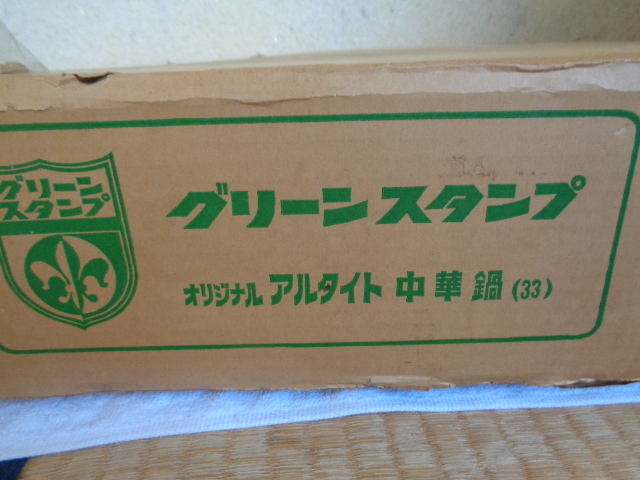 グリーン
スタンプ
グリーンスタンプ
オリジナル アルタイト 中華鍋 (33)